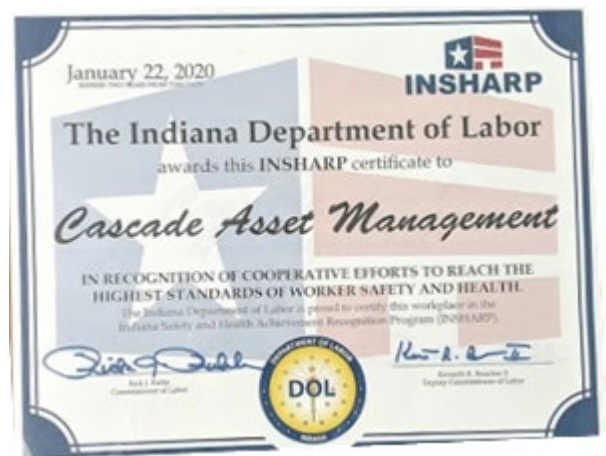 January 22, 2020
INSHARP
The Indiana Department of Labor
awards this INSHARP certificate to
Cascade Asset Management
IN RECOGNITION OF COOPERATIVE EFFORTS TO REACH THE
HIGHEST STANDARDS OF WORKER SAFETY AND HEALTH.
The Indiana Department of Labor is proud to certify this workplace in the
Indiana Safety and Health Achievement Recognition Program (INSHARP).
DEPARTMENT OF LABOR
DOL
INDIANA
Commissioner of Labor
Deputy Commissioner of Labor